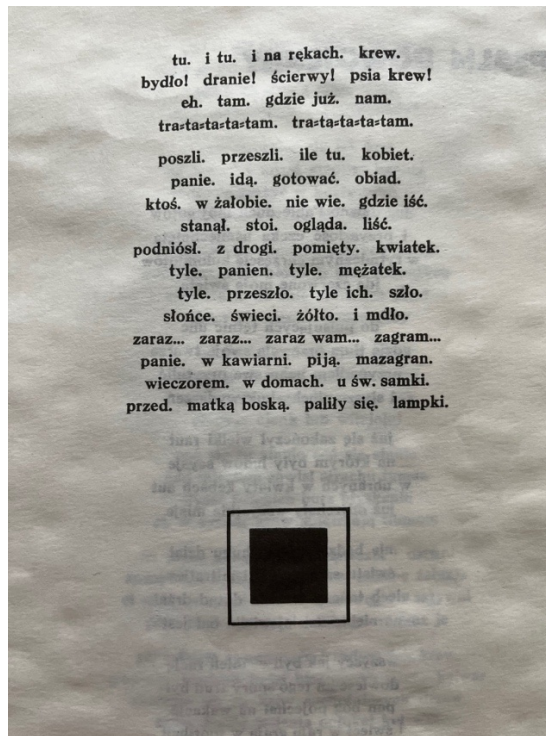 tu. i tu. i na rękach. krew.
bydło! dranie! ścierwy! psia krew!
eh. tam. gdzie już. nam.
tra=ta=ta=ta=tam. tra=ta=ta=ta=tam.
poszli. przeszli. ile tu. kobiet.
panie. idą. gotować. obiad.
ktoś. w żałobie. nie wie. gdzie iść.
stanął. stoi. ogląda. liść.
podniósł. z drogi. pomięty. kwiatek.
tyle. panien. tyle. mężatek.
tyle. przeszło. tyle ich. szło.
słońce. świeci. żółto. i mdło.
zaraz... zaraz... zaraz wam... zagram...
panie. w kawiarni. piją. mazagran.
wieczorem. w domach. u św. samki.
przed. matką boską. paliły się. lampki.